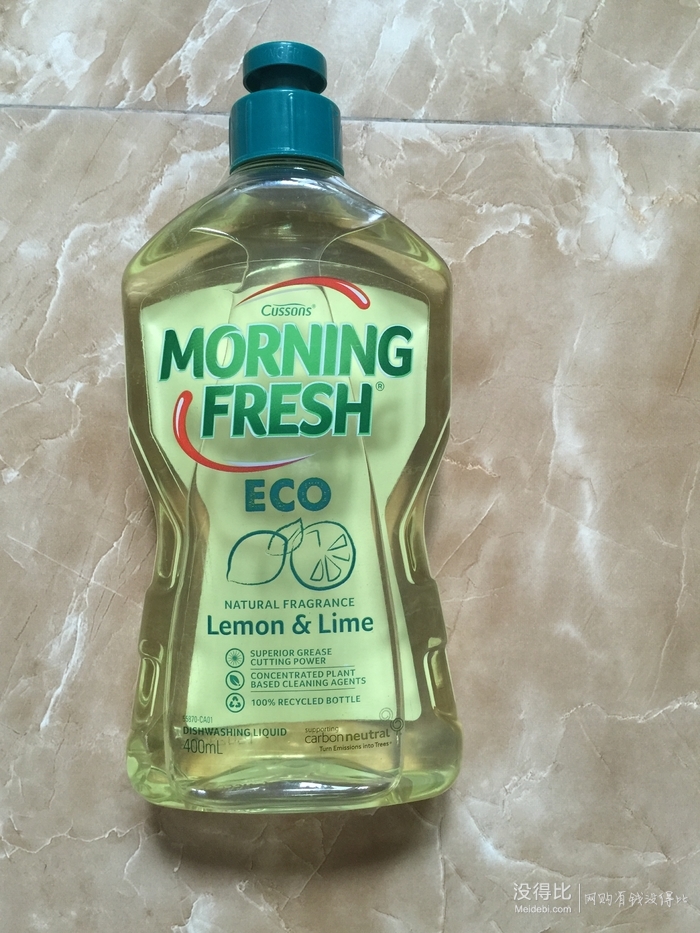 Cussons®
MORNING
FRESH®
ECO
NATURAL FRAGRANCE
Lemon & Lime
SUPERIOR GREASE
CUTTING POWER
CONCENTRATED PLANT
BASED CLEANING AGENTS
100% RECYCLED BOTTLE
DISHWASHING LIQUID
400mL
supporting
carbonneutral
Turn Emissions into Trees
没得比
Meidebi.com
网购有钱没得比